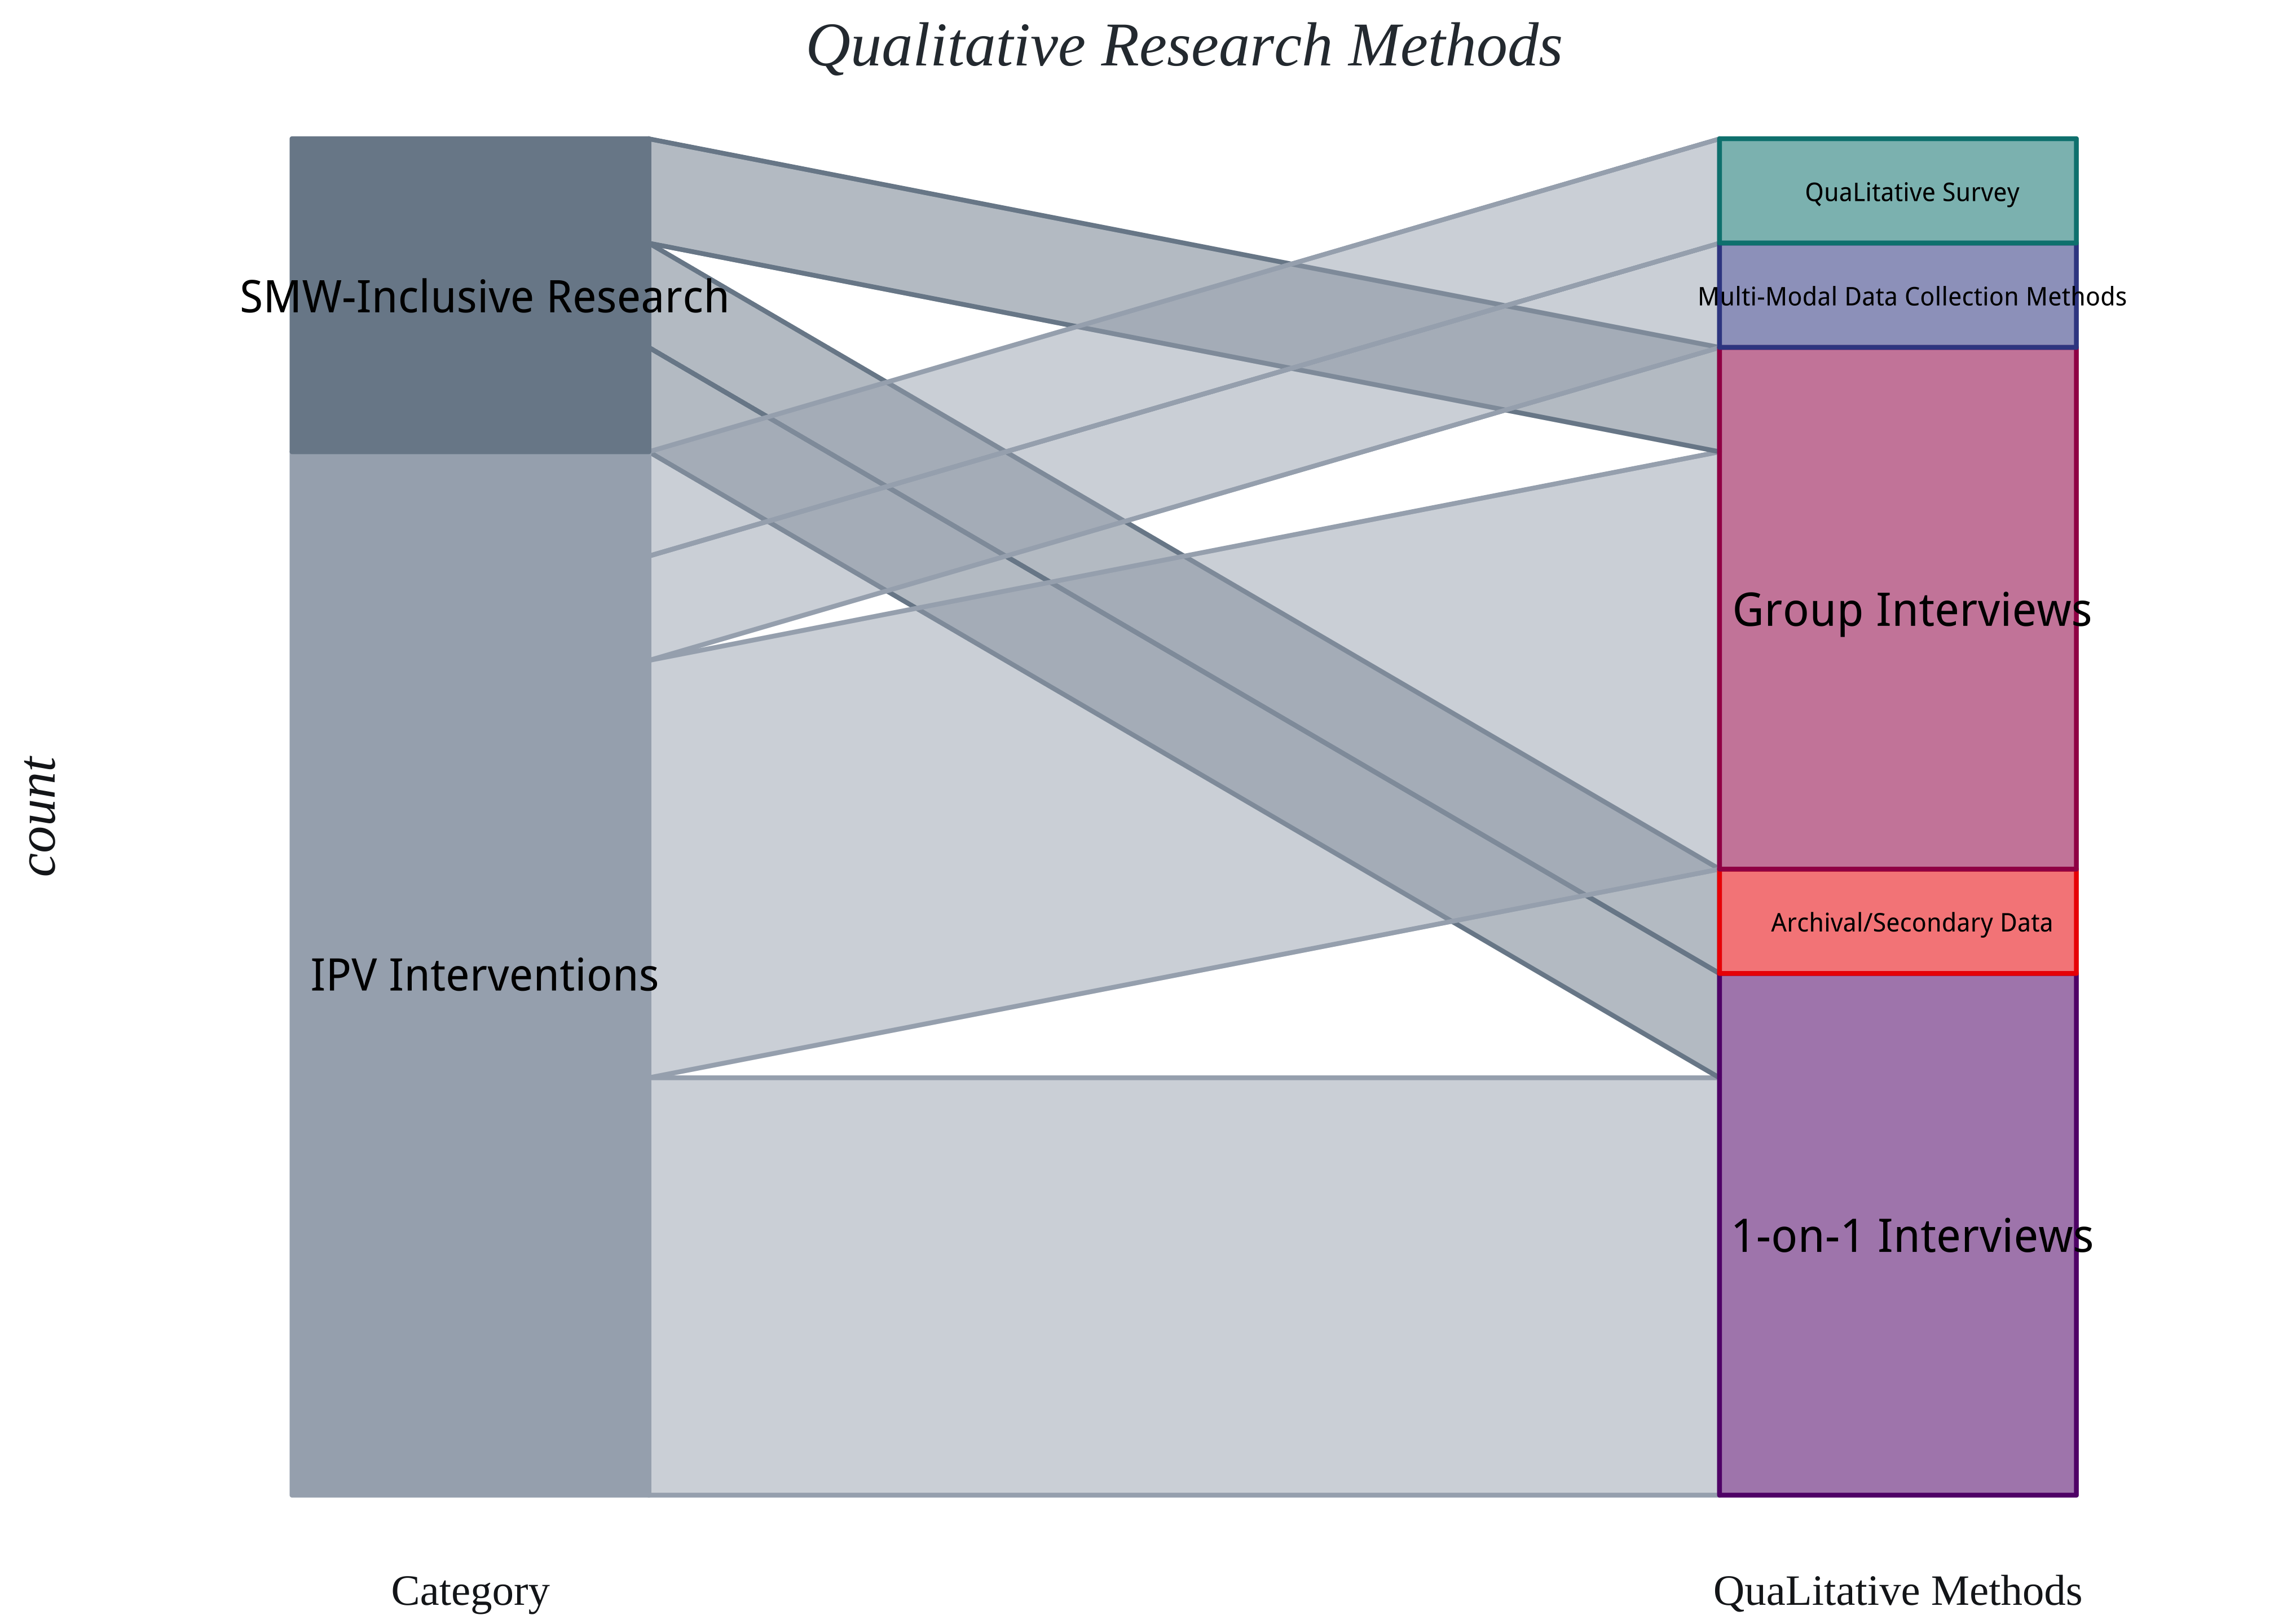 Qualitative Research Methods
QuaLitative Survey
SMW-Inclusive Research
Multi-Modal Data Collection Methods
Group Interviews
count
Archival/Secondary Data
IPV Interventions
1-on-1 Interviews
Category
QuaLitative Methods